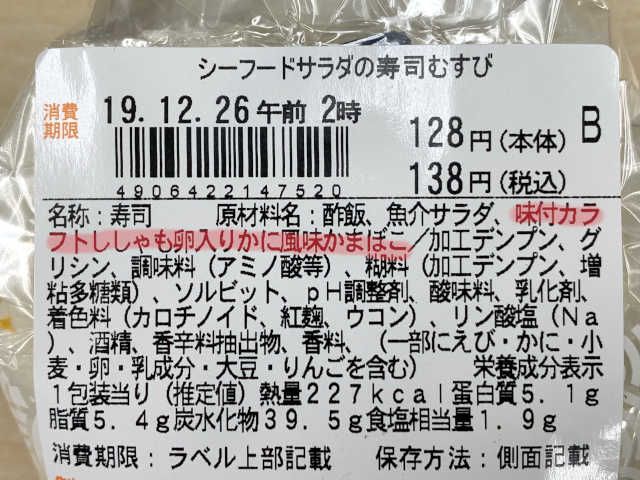 シーフードサラダの寿司むすび
消費
期限
19.12.26午前 2時
128円(本体) B
138円(税込)
4906422147520
名称:寿司 原材料名:酢飯、魚介サラダ、味付カラ
フトししゃも卵入りかに風味かまぼこ/加工デンプン、グ
リシン、調味料(アミノ酸等)、糊料(加工デンプン、増
粘多糖類)、ソルビット、pH調整剤、酸味料、乳化剤、
着色料(カロチノイド、紅麹、ウコン) リン酸塩(Na
)、酒精、香辛料抽出物、香料、(一部にえび・かに・小
麦・卵・乳成分・大豆・りんごを含む) 栄養成分表示
1包装当り(推定値)熱量227kcal蛋白質5.1g
脂質5.4g炭水化物39.5g食塩相当量1.9g
消費期限:ラベル上部記載 保存方法:側面記載